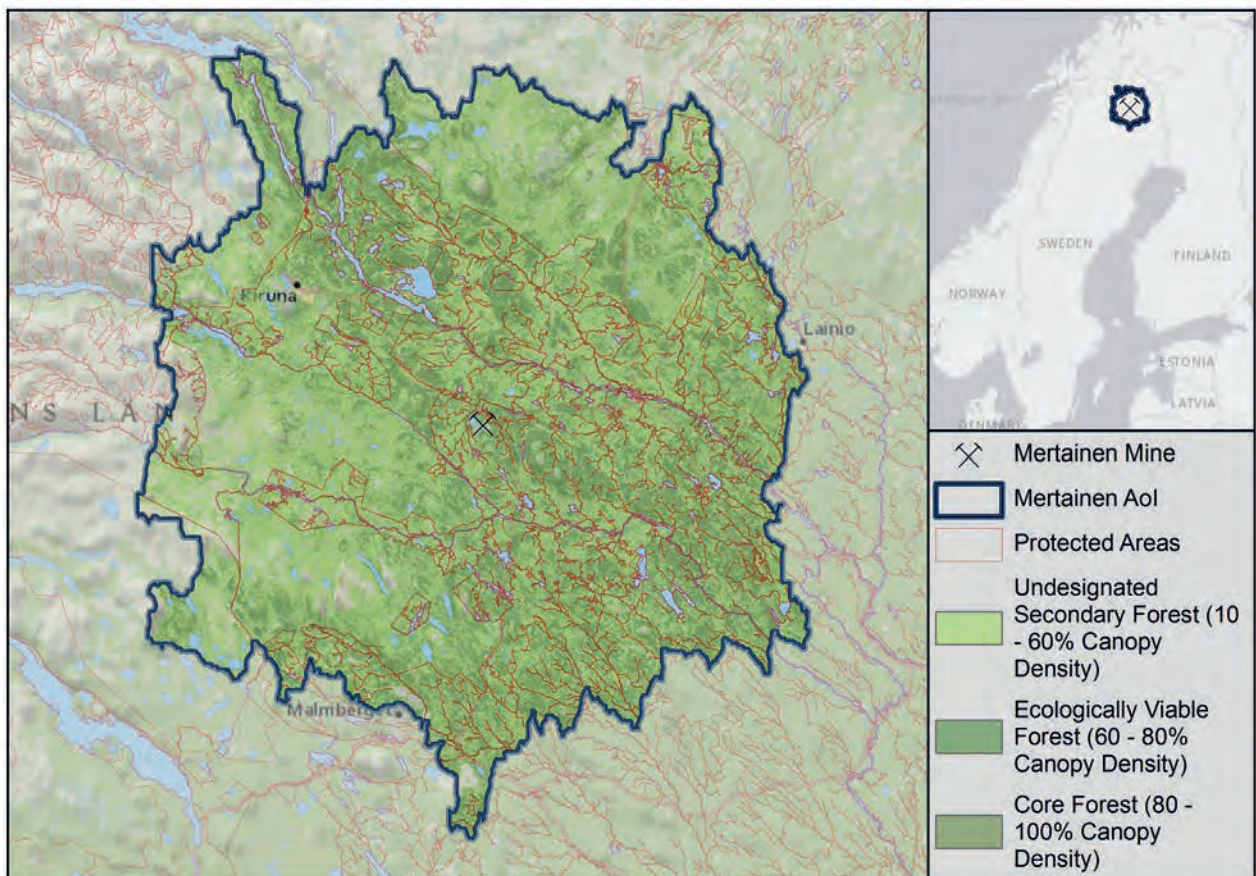 Kiruna
Lainio
NS LAN
Malmberget
SWEDEN
FINLAND
NORWAY
ESTONIA
LATVIA
DENMARK
Mertainen Mine
Mertainen AoI
Protected Areas
Undesignated
Secondary Forest (10
- 60% Canopy
Density)
Ecologically Viable
Forest (60 - 80%
Canopy Density)
Core Forest (80 -
100% Canopy
Density)